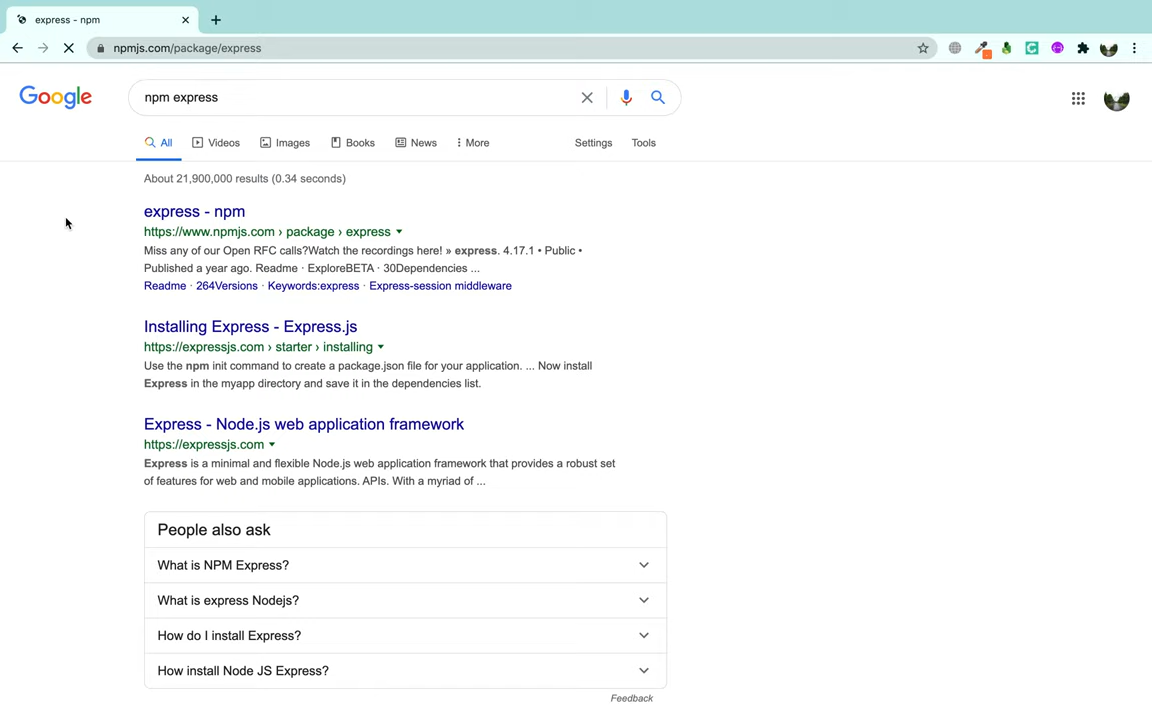 express - npm
npmjs.com/package/express
Google
npm express
All
Videos
Images
Books
News
More
Settings
Tools
About 21,900,000 results (0.34 seconds)
express - npm
https://www.npmjs.com › package › express
Miss any of our Open RFC calls?Watch the recordings here! » express. 4.17.1 • Public •
Published a year ago. Readme · ExploreBETA · 30Dependencies ...
Readme · 264Versions · Keywords:express · Express-session middleware
Installing Express - Express.js
https://expressjs.com › starter › installing
Use the npm init command to create a package.json file for your application. ... Now install
Express in the myapp directory and save it in the dependencies list.
Express - Node.js web application framework
https://expressjs.com
Express is a minimal and flexible Node.js web application framework that provides a robust set
of features for web and mobile applications. APIs. With a myriad of ...
People also ask
What is NPM Express?
What is express Nodejs?
How do I install Express?
How install Node JS Express?
Feedback